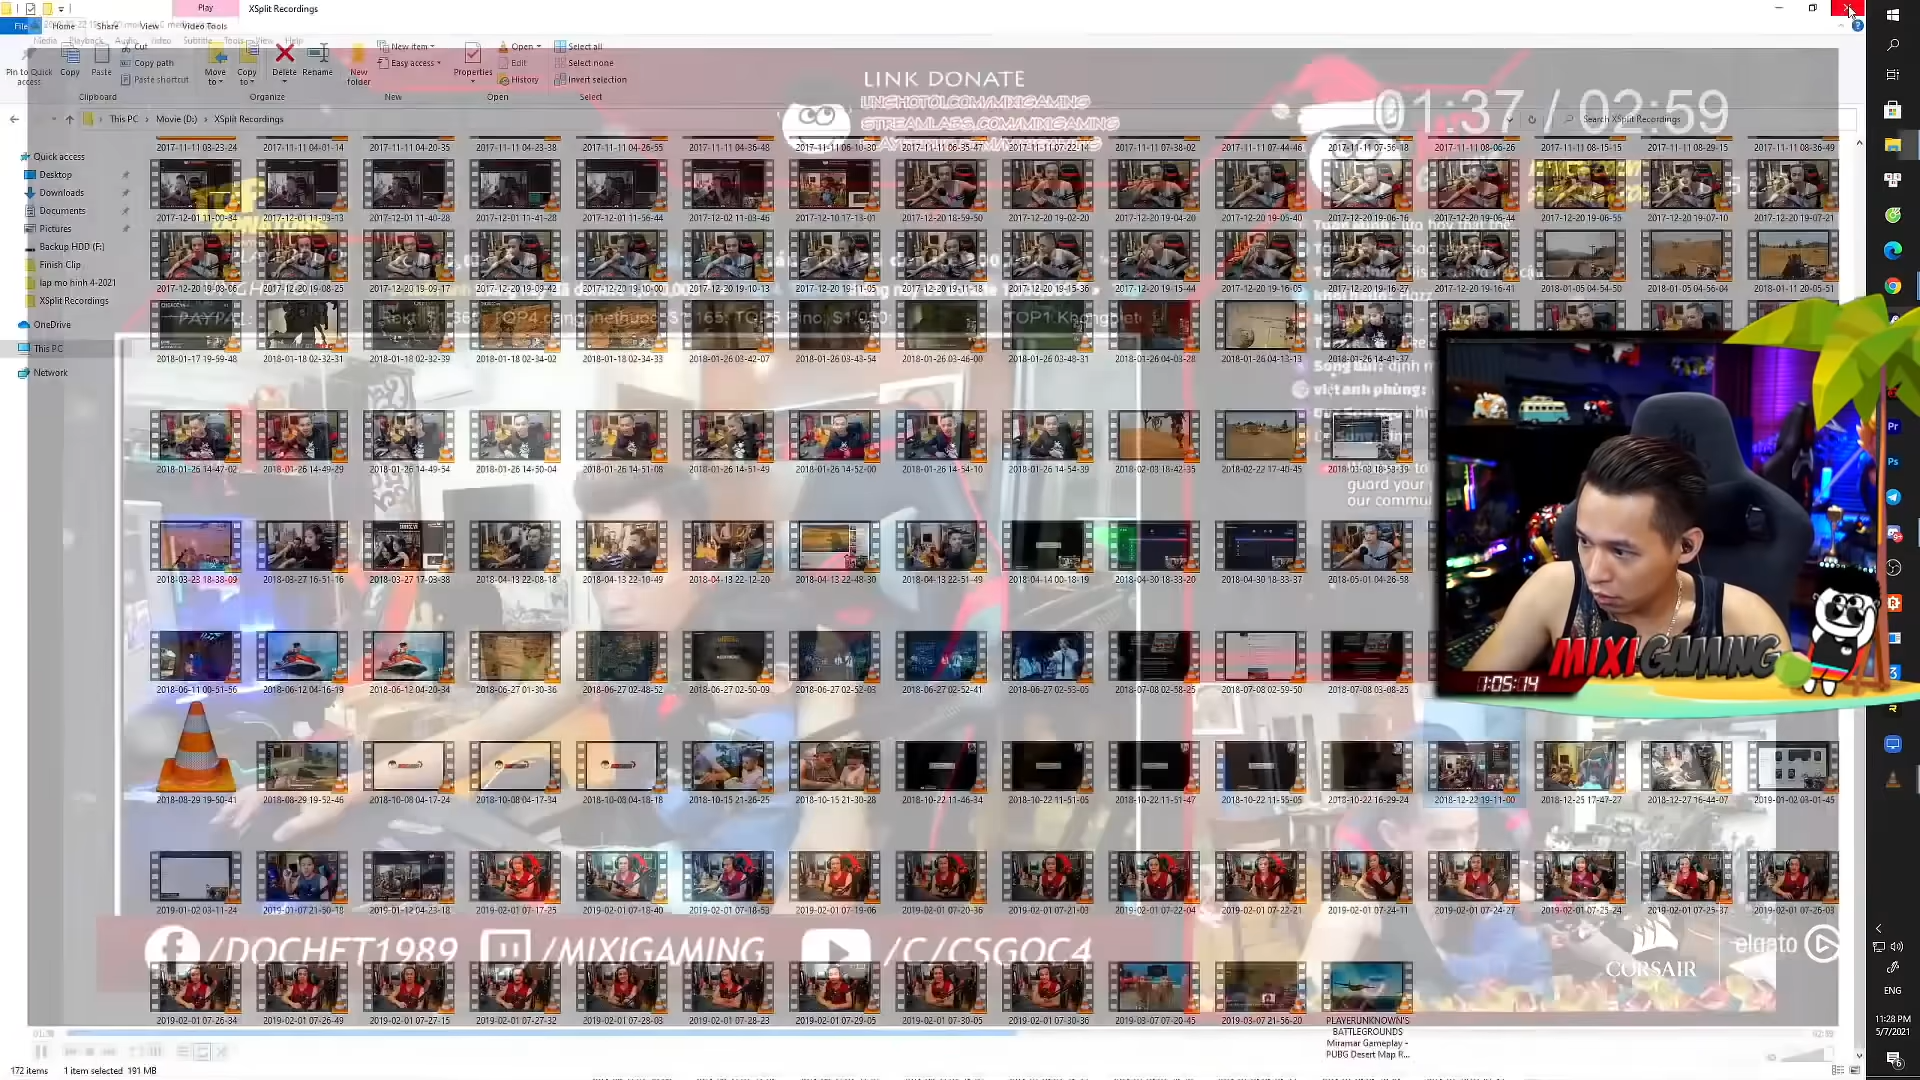 Play
XSplit Recordings
File
Home
Share
View
Video Tools
Media
Playback
Audio
Video
Subtitle
Tools
View
Help
Pin to Quick access
Copy
Paste
Cut
Copy path
Paste shortcut
Move to
Copy to
Delete
Rename
New folder
New item
Easy access
Properties
Open
Edit
History
Select all
Select none
Invert selection
Clipboard
Organize
New
Open
Select
LINK DONATE
UNGHOTOI.COM/MIXIGAMING
STREAMLABS.COM/MIXIGAMING
01:37 / 02:59
This PC
Movie (D:)
XSplit Recordings
Search XSplit Recordings
Quick access
Desktop
Downloads
Documents
Pictures
Backup HDD (F:)
Finish Clip
lap mo hinh 4-2021
XSplit Recordings
OneDrive
This PC
Network
2017-11-11 03-23-24
2017-11-11 04-01-14
2017-11-11 04-20-35
2017-11-11 04-23-38
2017-11-11 04-26-55
2017-11-11 04-36-48
2017-11-11 06-10-30
2017-11-11 06-35-47
2017-11-11 07-22-14
2017-11-11 07-38-02
2017-11-11 07-44-46
2017-11-11 07-56-18
2017-11-11 08-06-26
2017-11-11 08-15-15
2017-11-11 08-29-15
2017-11-11 08-36-49
2017-12-01 11-00-34
2017-12-01 11-03-13
2017-12-01 11-40-28
2017-12-01 11-41-28
2017-12-01 11-56-44
2017-12-02 11-03-46
2017-12-10 17-13-01
2017-12-20 18-59-50
2017-12-20 19-02-20
2017-12-20 19-04-20
2017-12-20 19-05-40
2017-12-20 19-06-16
2017-12-20 19-06-44
2017-12-20 19-06-55
2017-12-20 19-07-10
2017-12-20 19-07-21
2017-12-20 19-08-06
2017-12-20 19-08-25
2017-12-20 19-09-17
2017-12-20 19-09-42
2017-12-20 19-10-00
2017-12-20 19-10-13
2017-12-20 19-11-05
2017-12-20 19-11-18
2017-12-20 19-15-36
2017-12-20 19-15-44
2017-12-20 19-16-05
2017-12-20 19-16-27
2017-12-20 19-16-41
2018-01-05 04-54-50
2018-01-05 04-56-04
2018-01-11 20-05-51
2018-01-17 19-59-48
2018-01-18 02-32-31
2018-01-18 02-32-39
2018-01-18 02-34-02
2018-01-18 02-34-33
2018-01-26 03-42-07
2018-01-26 03-43-54
2018-01-26 03-46-00
2018-01-26 03-48-31
2018-01-26 04-03-28
2018-01-26 04-13-13
2018-01-26 14-41-37
2018-01-26 14-47-02
2018-01-26 14-49-29
2018-01-26 14-49-54
2018-01-26 14-50-04
2018-01-26 14-51-08
2018-01-26 14-51-49
2018-01-26 14-52-00
2018-01-26 14-54-10
2018-01-26 14-54-39
2018-02-03 18-42-35
2018-02-22 17-40-45
guard your
our commu
2018-03-23 18-38-09
2018-03-27 16-51-16
2018-03-27 17-03-38
2018-04-13 22-08-18
2018-04-13 22-10-49
2018-04-13 22-12-20
2018-04-13 22-48-30
2018-04-13 22-51-49
2018-04-14 00-18-19
2018-04-30 18-33-20
2018-04-30 18-33-37
2018-05-01 04-26-58
2018-06-11 00-51-56
2018-06-12 04-16-19
2018-06-12 04-20-34
2018-06-27 01-30-36
2018-06-27 02-48-52
2018-06-27 02-50-09
2018-06-27 02-52-03
2018-06-27 02-52-41
2018-06-27 02-53-05
2018-07-08 02-58-25
2018-07-08 02-59-50
2018-07-08 03-08-25
MIXIGAMING
1:05:14
2018-08-29 19-50-41
2018-08-29 19-52-46
2018-10-08 04-17-24
2018-10-08 04-17-34
2018-10-08 04-18-18
2018-10-15 21-26-25
2018-10-15 21-30-28
2018-10-22 11-46-34
2018-10-22 11-51-05
2018-10-22 11-51-47
2018-10-22 11-55-05
2018-10-22 16-29-24
2018-12-22 19-11-00
2018-12-25 17-47-27
2018-12-27 16-44-07
2019-01-02 03-01-45
2019-01-02 03-11-24
2019-01-07 21-50-18
2019-01-12 04-23-18
2019-02-01 07-17-25
2019-02-01 07-18-40
2019-02-01 07-18-53
2019-02-01 07-19-06
2019-02-01 07-20-36
2019-02-01 07-21-03
2019-02-01 07-22-04
2019-02-01 07-22-21
2019-02-01 07-24-11
2019-02-01 07-24-27
2019-02-01 07-25-24
2019-02-01 07-25-37
2019-02-01 07-26-03
/DOCHET1989
/MIXIGAMING
/C/CSGOC4
CORSAIR
elgato
2019-02-01 07-26-34
2019-02-01 07-26-49
2019-02-01 07-27-15
2019-02-01 07-27-32
2019-02-01 07-28-03
2019-02-01 07-28-23
2019-02-01 07-29-05
2019-02-01 07-30-05
2019-02-01 07-30-36
2019-03-07 07-20-45
2019-03-07 21-56-20
PLAYERUNKNOWN'S
BATTLEGROUNDS
Miramar Gameplay -
PUBG Desert Map R...
172 items
1 item selected 191 MB
02:59
ENG
11:28 PM
5/7/2021